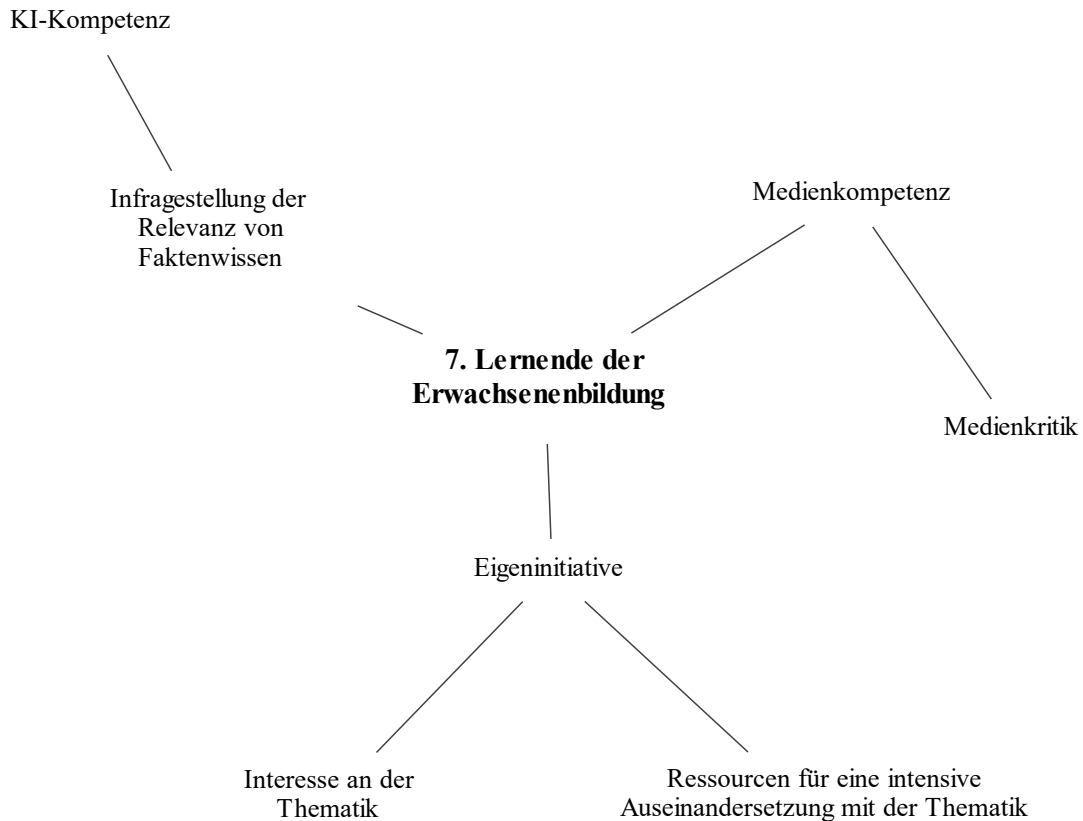 KI-Kompetenz
Infragestellung der
Relevanz von
Faktenwissen
Medienkompetenz
7. Lernende der
Erwachsenenbildung
Medienkritik
Eigeninitiative
Interesse an der
Thematik
Ressourcen für eine intensive
Auseinandersetzung mit der Thematik